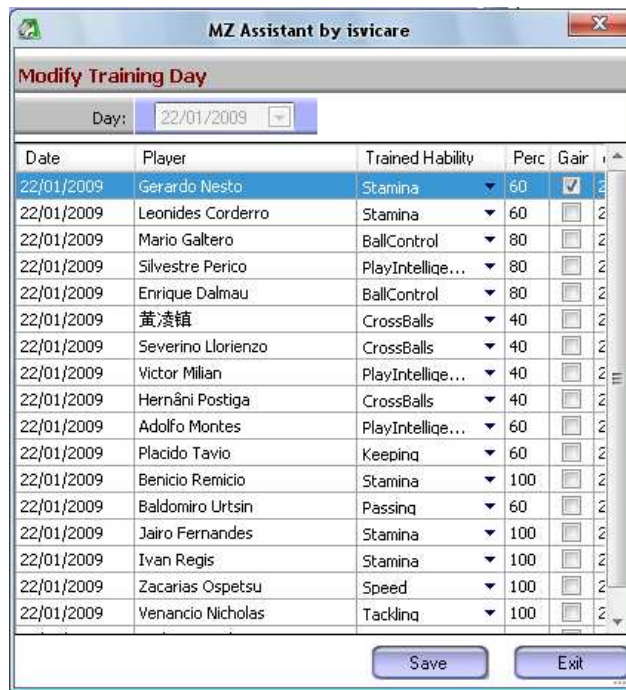 MZ Assistant by isvicare
Modify Training Day
Day: 22/01/2009
Date Player Trained Hability Perc Gair
22/01/2009 Gerardo Nesto Stamina 60
22/01/2009 Leonides Corderro Stamina 60
22/01/2009 Mario Galtero BallControl 80
22/01/2009 Silvestre Perico PlayIntellige... 80
22/01/2009 Enrique Dalmau BallControl 80
22/01/2009 黄凌镇 CrossBalls 40
22/01/2009 Severino Llorienzo CrossBalls 40
22/01/2009 Victor Milian PlayIntellige... 40
22/01/2009 Hernâni Postiga CrossBalls 40
22/01/2009 Adolfo Montes PlayIntellige... 60
22/01/2009 Placido Tavio Keeping 60
22/01/2009 Benicio Remicio Stamina 100
22/01/2009 Baldomiro Urtsin Passing 60
22/01/2009 Jairo Fernandes Stamina 100
22/01/2009 Ivan Regis Stamina 100
22/01/2009 Zacarias Ospetsu Speed 100
22/01/2009 Venancio Nicholas Tackling 100
Save Exit